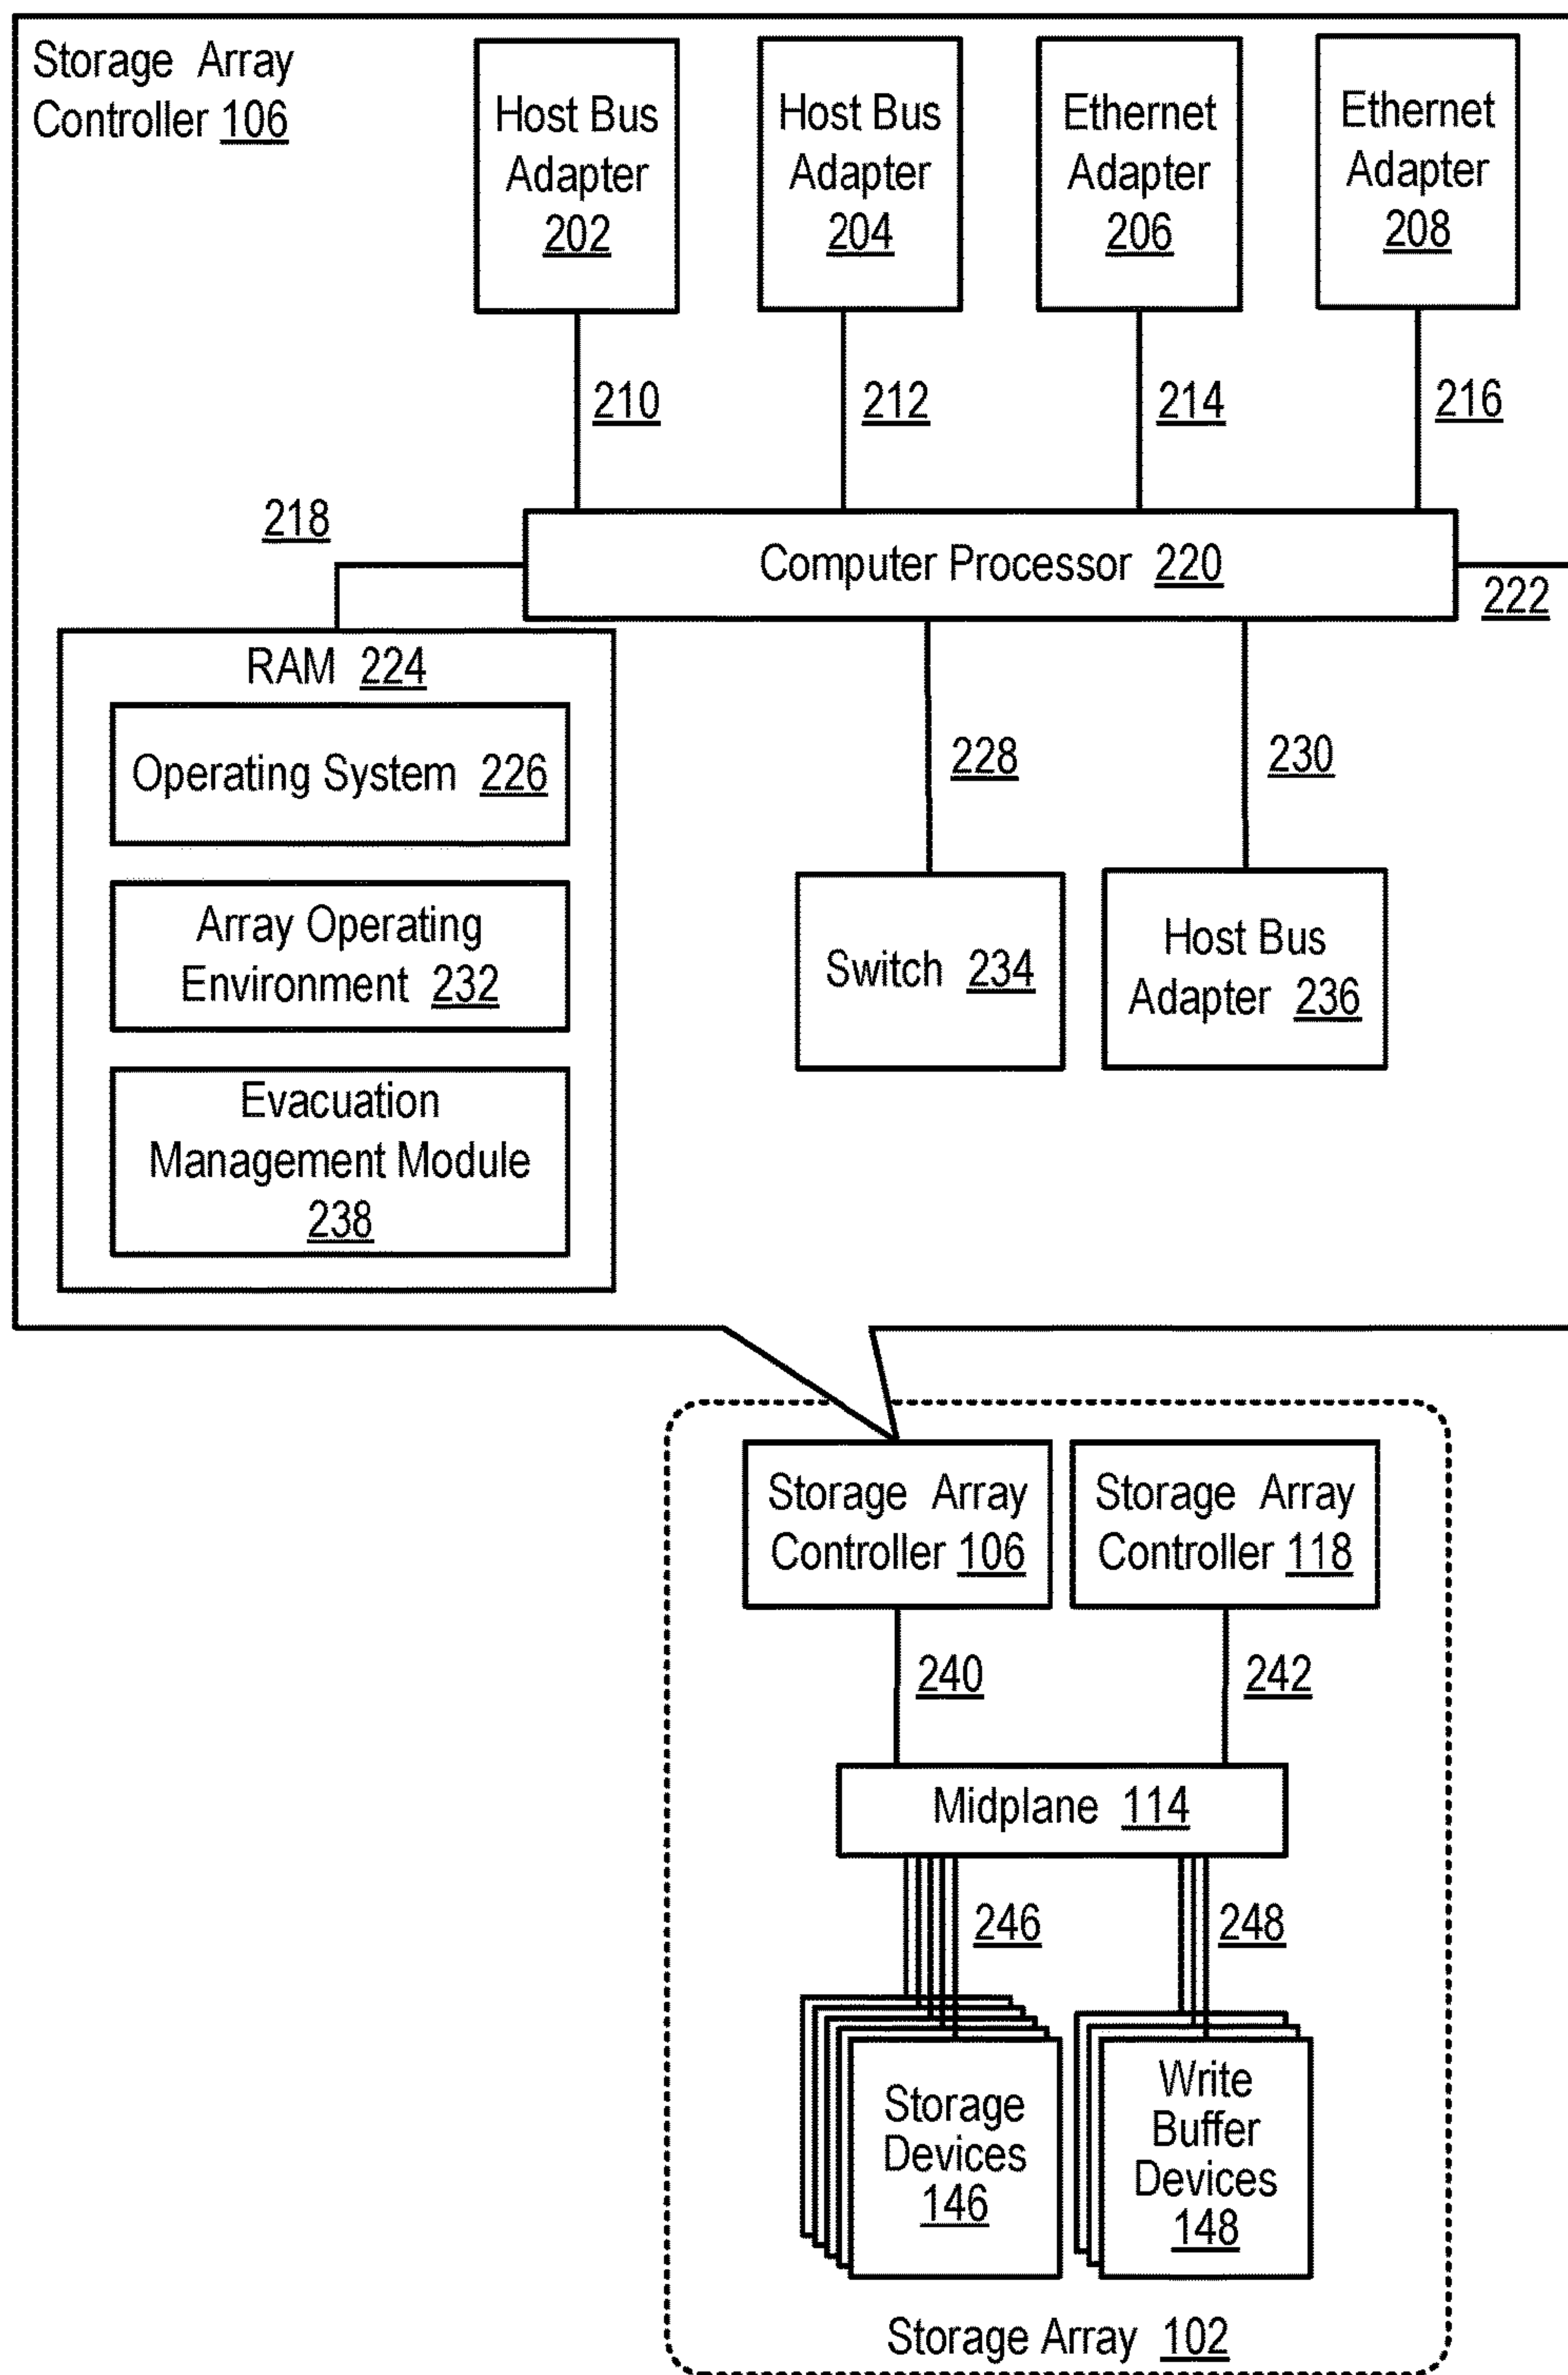 Storage Array
Controller 106
Host Bus
Adapter
202
Host Bus
Adapter
204
Ethernet
Adapter
206
Ethernet
Adapter
208
210
212
214
216
218
Computer Processor 220
222
RAM 224
Operating System 226
Array Operating
Environment 232
Evacuation
Management Module
238
228
230
Switch 234
Host Bus
Adapter 236
Storage Array
Controller 106
Storage Array
Controller 118
240
242
Midplane 114
246
248
Storage
Devices
146
Write
Buffer
Devices
148
Storage Array 102